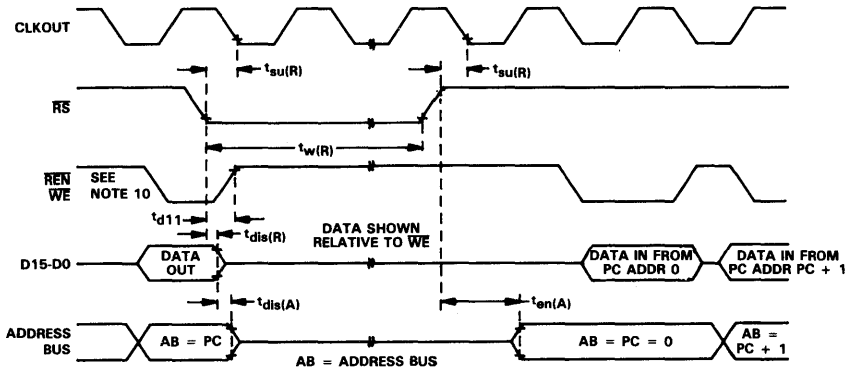 CLKOUT
tsu(R)
tsu(R)
RS
tw(R)
REN
WE
SEE
NOTE 10
td11
tdis(R)
DATA SHOWN
RELATIVE TO WE
D15-D0
DATA
OUT
DATA IN FROM
PC ADDR 0
DATA IN FROM
PC ADDR PC + 1
tdis(A)
ten(A)
ADDRESS
BUS
AB = PC
AB = ADDRESS BUS
AB = PC = 0
AB =
PC + 1